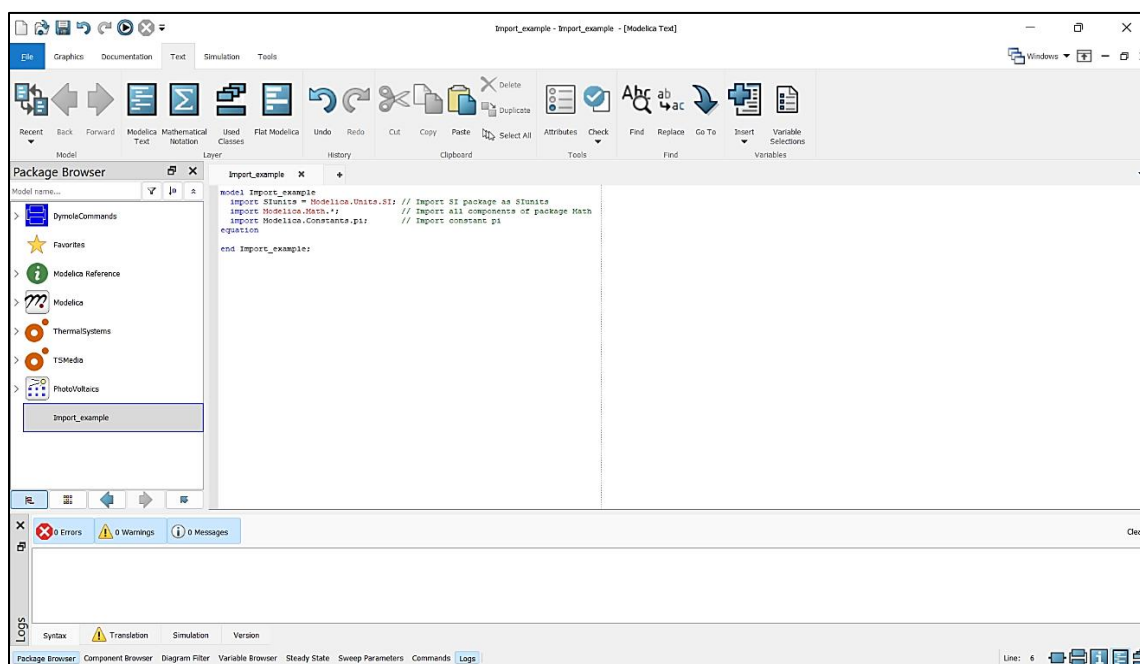 Import_example - Import_example - [Modelica Text]
File Graphics Documentation Text Simulation Tools Windows
Recent Back Forward Modelica Text Mathematical Notation Used Classes Flat Modelica Undo Redo Cut Copy Paste Delete Duplicate Select All Attributes Check Find Replace Go To Insert Variable Selections
Model Layer History Clipboard Tools Find Variables
Package Browser
Model name...
DymolaCommands
Favorites
Modelica Reference
Modelica
ThermalSystems
TSMedia
PhotoVoltaics
Import_example
Import_example
model Import_example
import SIunits = Modelica.Units.SI; // Import SI package as SIunits
import Modelica.Math.*; // Import all components of package Math
import Modelica.Constants.pi; // Import constant pi
equation
end Import_example;
0 Errors 0 Warnings 0 Messages
Clea
Logs
Syntax Translation Simulation Version
Package Browser Component Browser Diagram Filter Variable Browser Steady State Sweep Parameters Commands Logs
Line: 6